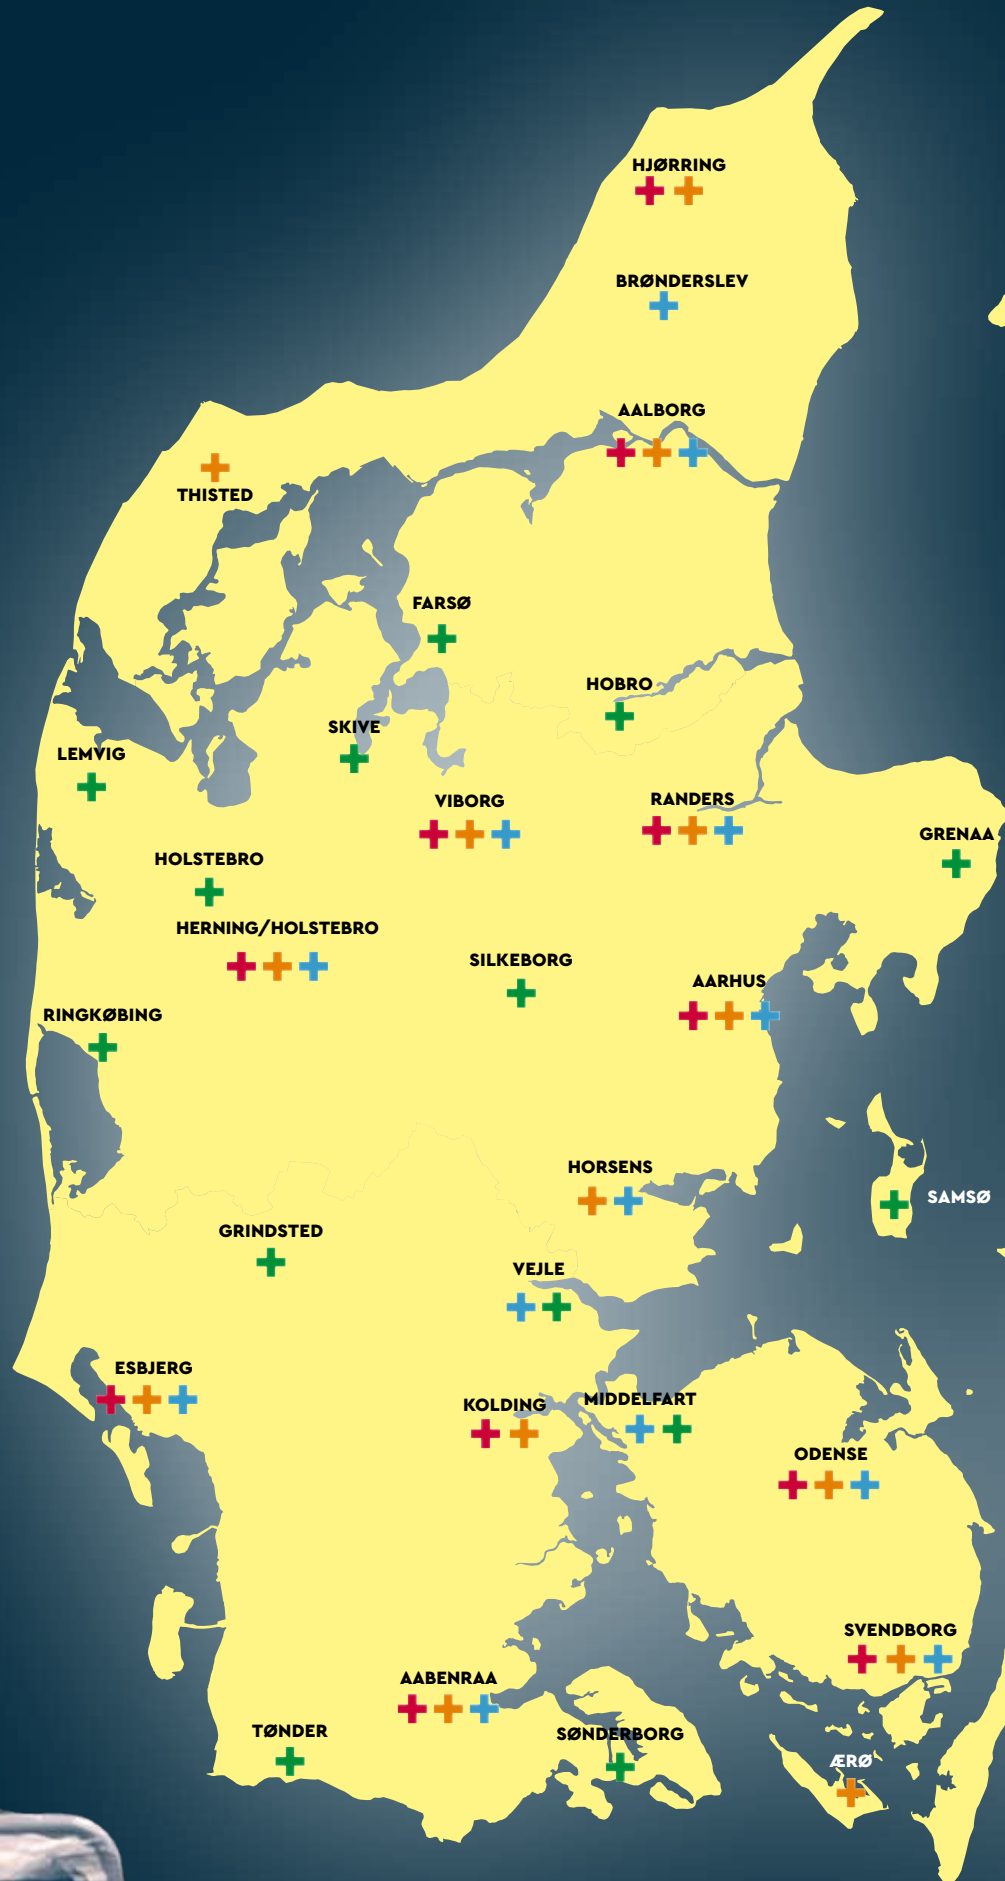 HJØRRING
BRØNDERSLEV
AALBORG
THISTED
FARSØ
HOBRO
SKIVE
LEMVIG
VIBORG
RANDERS
GRENAA
HOLSTEBRO
HERNING/HOLSTEBRO
SILKEBORG
AARHUS
RINGKØBING
HORSENS
SAMSØ
GRINDSTED
VEJLE
ESBJERG
KOLDING
MIDDELFART
ODENSE
SVENDBORG
AABENRAA
TØNDER
SØNDERBORG
ÆRØ